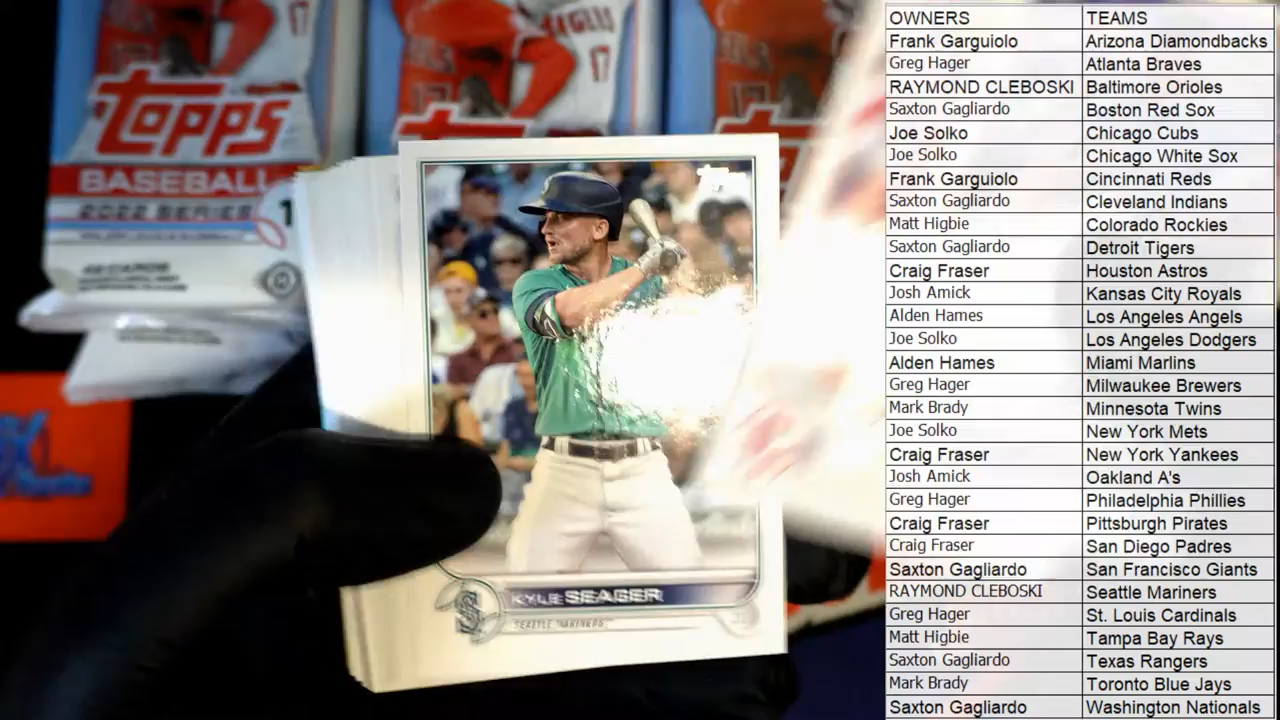 TOPPS
BASEBALL
2022 SERIES 1
ANGELS
17
17
KYLE SEAGER
SEATTLE MARINERS
OWNERS TEAMS
Frank Garguiolo Arizona Diamondbacks
Greg Hager Atlanta Braves
RAYMOND CLEBOSKI Baltimore Orioles
Saxton Gagliardo Boston Red Sox
Joe Solko Chicago Cubs
Joe Solko Chicago White Sox
Frank Garguiolo Cincinnati Reds
Saxton Gagliardo Cleveland Indians
Matt Higbie Colorado Rockies
Saxton Gagliardo Detroit Tigers
Craig Fraser Houston Astros
Josh Amick Kansas City Royals
Alden Hames Los Angeles Angels
Joe Solko Los Angeles Dodgers
Alden Hames Miami Marlins
Greg Hager Milwaukee Brewers
Mark Brady Minnesota Twins
Joe Solko New York Mets
Craig Fraser New York Yankees
Josh Amick Oakland A's
Greg Hager Philadelphia Phillies
Craig Fraser Pittsburgh Pirates
Craig Fraser San Diego Padres
Saxton Gagliardo San Francisco Giants
RAYMOND CLEBOSKI Seattle Mariners
Greg Hager St. Louis Cardinals
Matt Higbie Tampa Bay Rays
Saxton Gagliardo Texas Rangers
Mark Brady Toronto Blue Jays
Saxton Gagliardo Washington Nationals